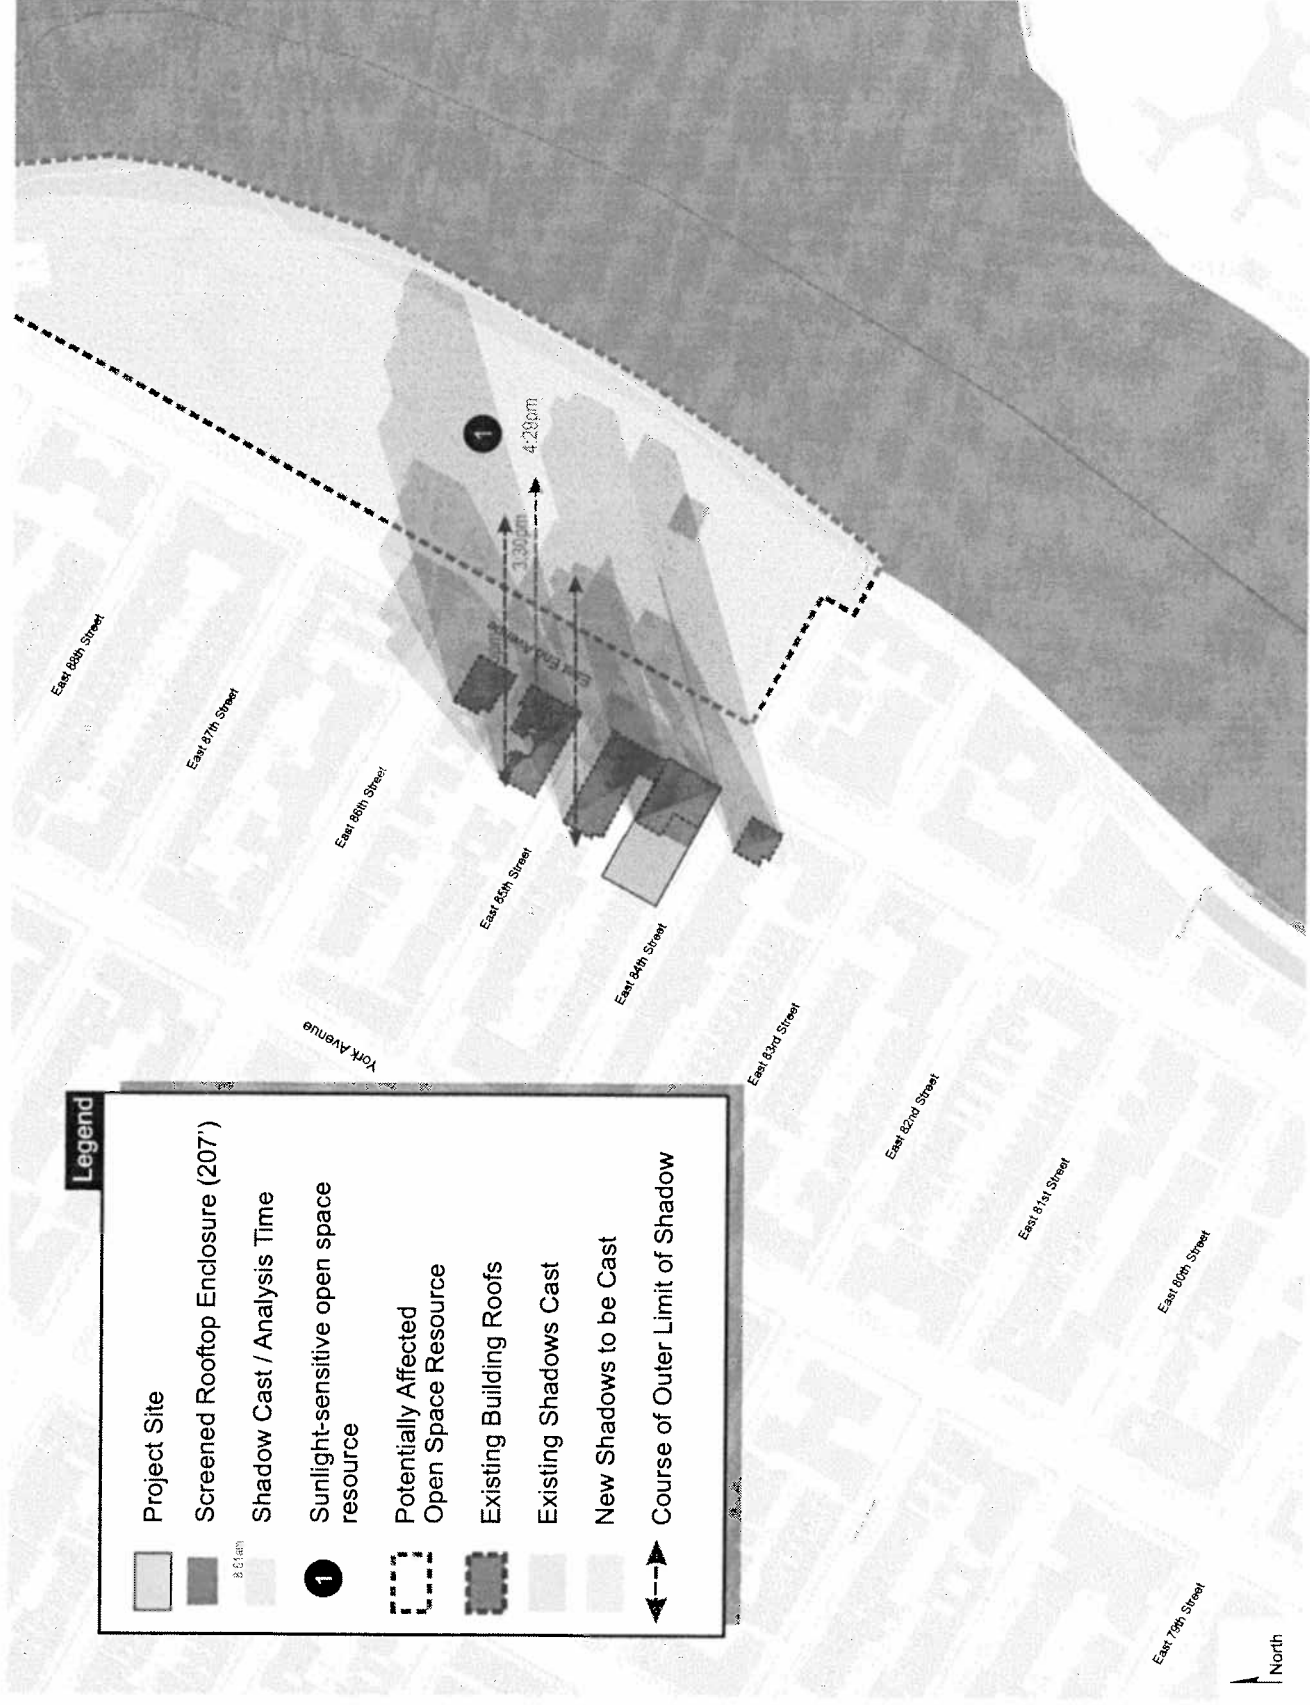 Legend
Project Site
Screened Rooftop Enclosure (207')
8:01am
Shadow Cast / Analysis Time
1
Sunlight-sensitive open space
resource
Potentially Affected
Open Space Resource
Existing Building Roofs
Existing Shadows Cast
New Shadows to be Cast
Course of Outer Limit of Shadow
East 88th Street
East 87th Street
East 86th Street
East 85th Street
East 84th Street
East 83rd Street
East 82nd Street
East 81st Street
East 80th Street
East 79th Street
York Avenue
East End Avenue
3:30pm
4:29pm
1
North